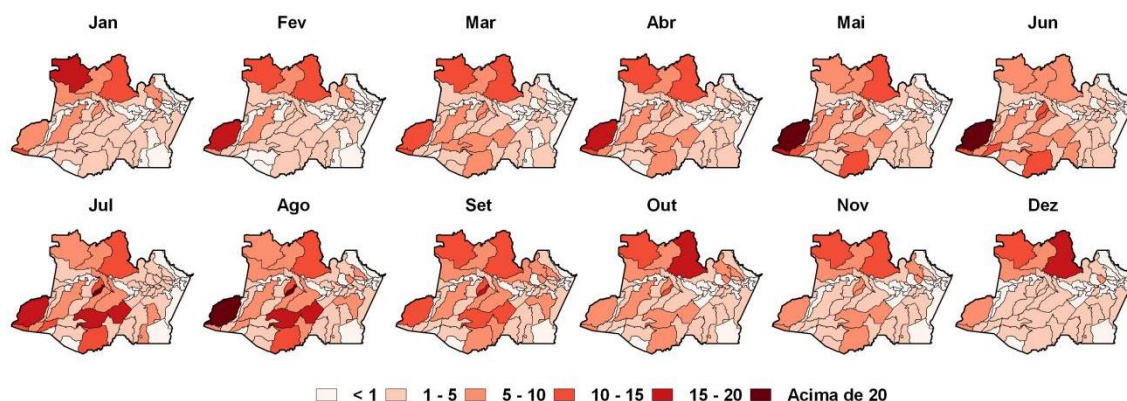 Jan Fev Mar Abr Mai Jun
Jul Ago Set Out Nov Dez
< 1 1 - 5 5 - 10 10 - 15 15 - 20 Acima de 20